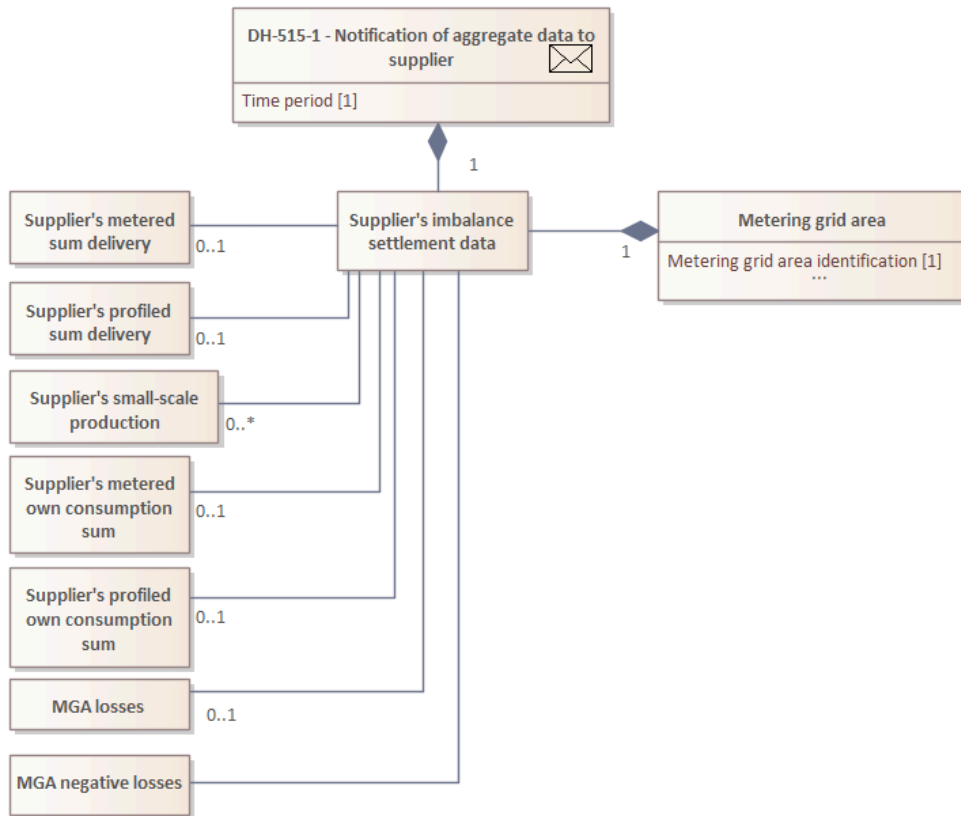 DH-515-1 - Notification of aggregate data to
supplier
Time period [1]
1
Supplier's metered
sum delivery
0..1
Supplier's imbalance
settlement data
1
Metering grid area
Metering grid area identification [1]
...
Supplier's profiled
sum delivery
0..1
Supplier's small-scale
production
0..*
Supplier's metered
own consumption
sum
0..1
Supplier's profiled
own consumption
sum
0..1
MGA losses
0..1
MGA negative losses